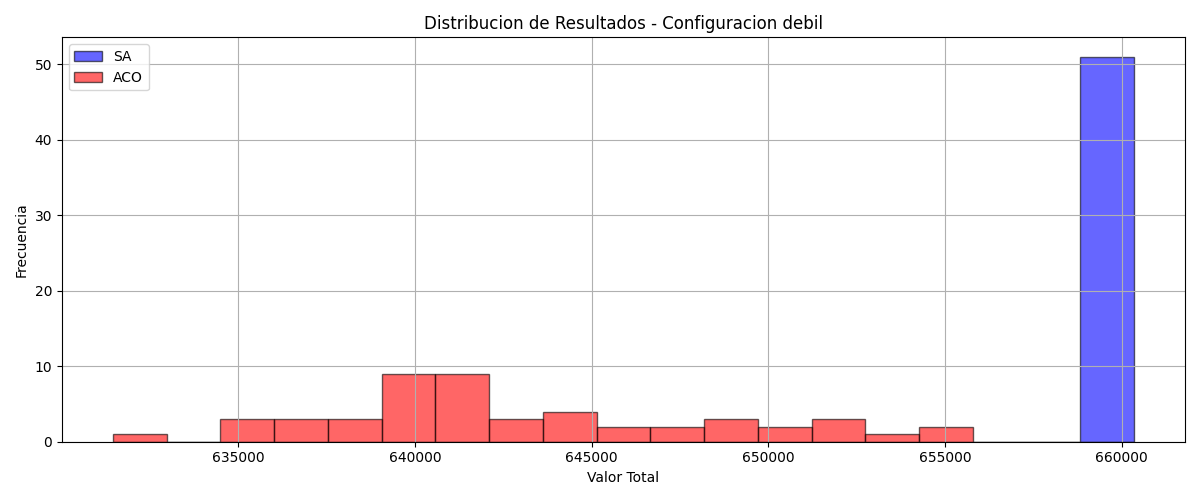 Distribucion de Resultados - Configuracion debil
SA
ACO
Frecuencia
50
40
30
20
10
0
635000 640000 645000 650000 655000 660000
Valor Total